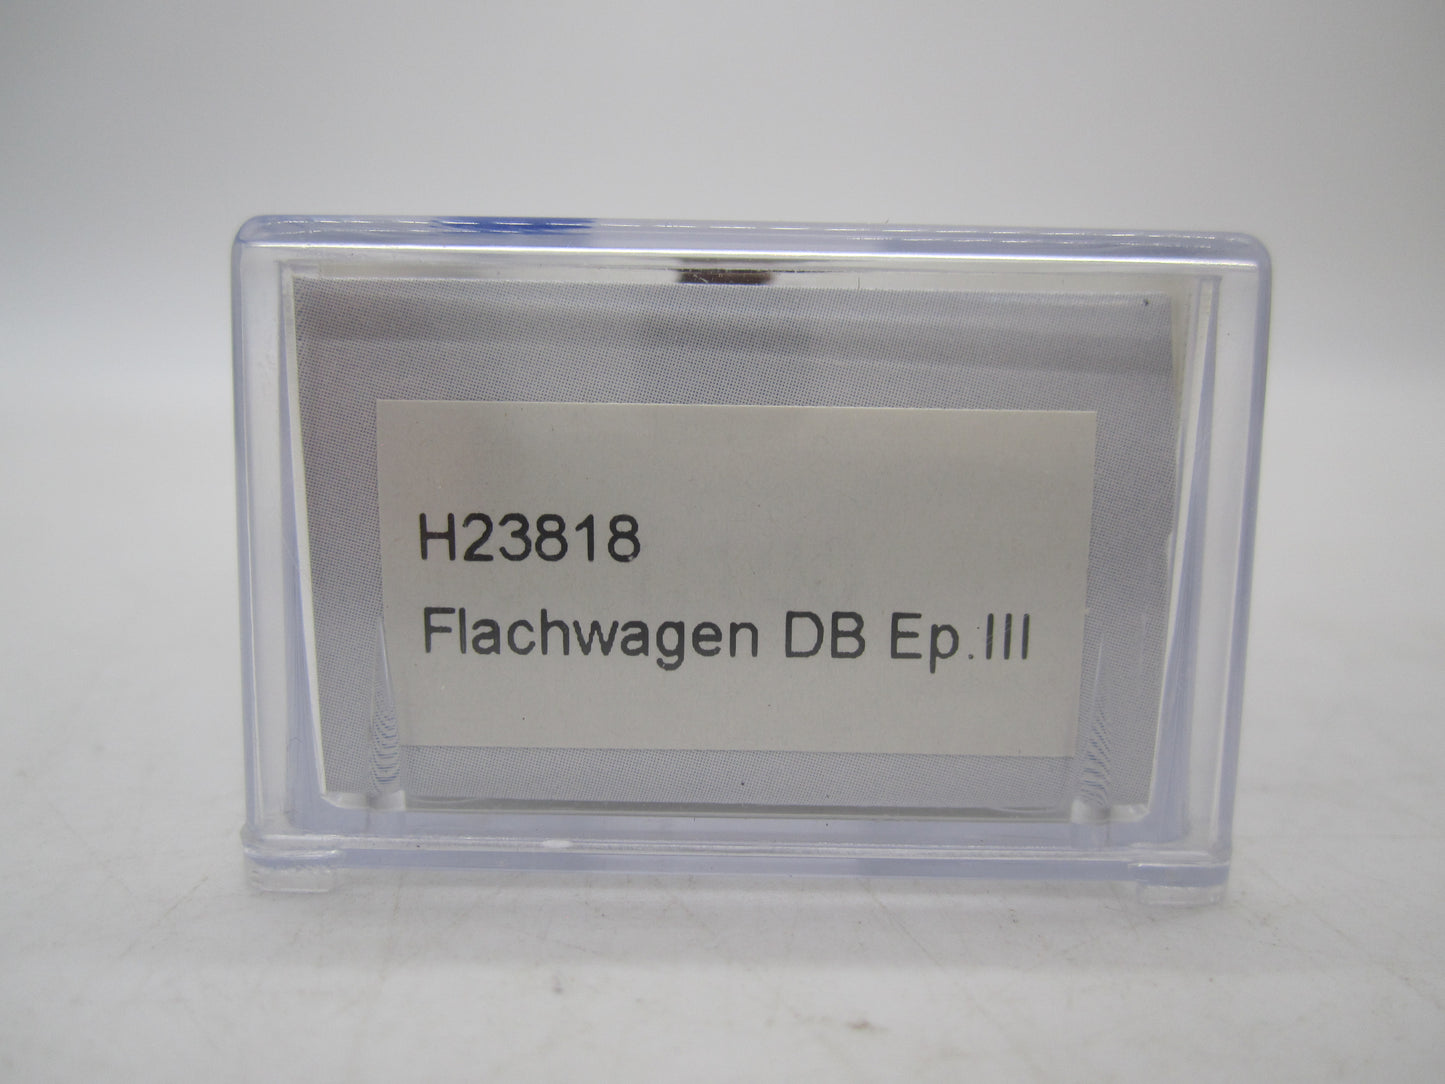 H23818
Flachwagen DB Ep.III